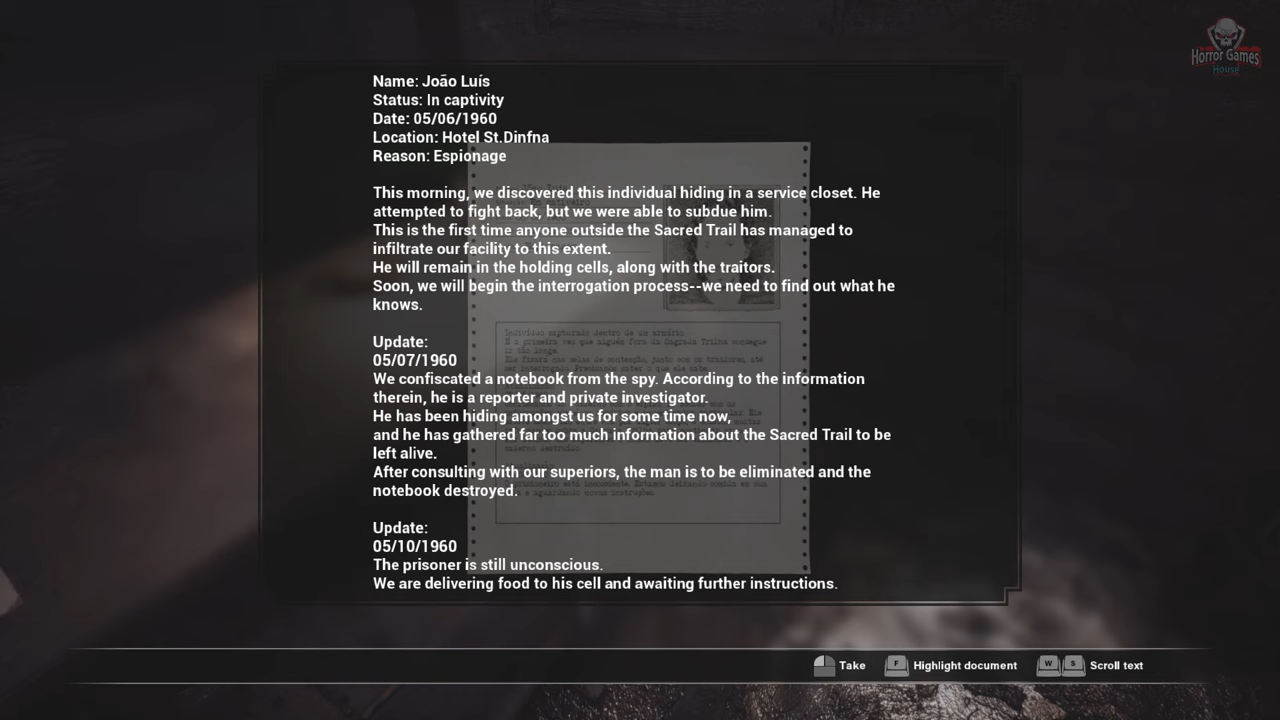 Horror Games
House
Name: João Luís
Status: In captivity
Date: 05/06/1960
Location: Hotel St.Dinfna
Reason: Espionage
This morning, we discovered this individual hiding in a service closet. He
attempted to fight back, but we were able to subdue him.
This is the first time anyone outside the Sacred Trail has managed to
infiltrate our facility to this extent.
He will remain in the holding cells, along with the traitors.
Soon, we will begin the interrogation process--we need to find out what he
knows.
Update:
05/07/1960
We confiscated a notebook from the spy. According to the information
therein, he is a reporter and private investigator.
He has been hiding amongst us for some time now,
and he has gathered far too much information about the Sacred Trail to be
left alive.
After consulting with our superiors, the man is to be eliminated and the
notebook destroyed.
Update:
05/10/1960
The prisoner is still unconscious.
We are delivering food to his cell and awaiting further instructions.
Take
F
Highlight document
W
S
Scroll text